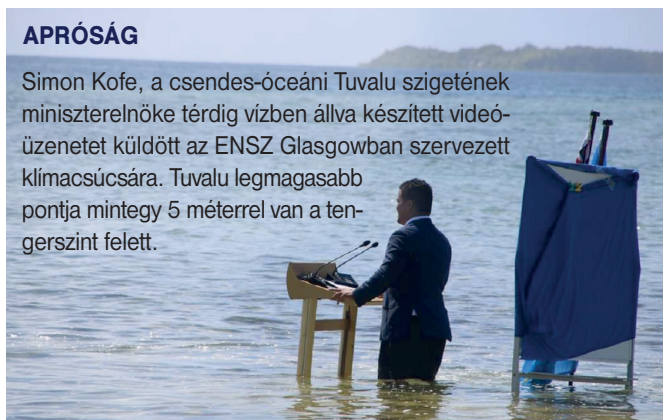 APRÓSÁG
Simon Kofe, a csendes-óceáni Tuvalu szigetének
miniszterelnöke térdig vízben állva készített videó-
üzenetet küldött az ENSZ Glasgowban szervezett
klímacsúcsára. Tuvalu legmagasabb
pontja mintegy 5 méterrel van a ten-
gerszint felett.